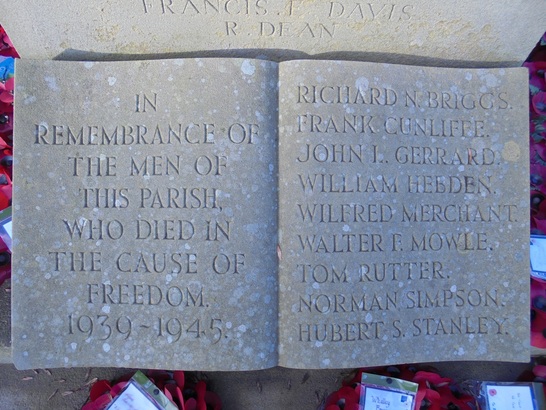 FRANCIS. E. DAVIS
R. DEAN
IN
REMEMBRANCE OF
THE MEN OF
THIS PARISH,
WHO DIED IN
THE CAUSE OF
FREEDOM.
1939-1945.
RICHARD N. BRIGGS.
FRANK CUNLIFFE.
JOHN L. GERRARD.
WILLIAM HEBDEN.
WILFRED MERCHANT.
WALTER F. MOWLE.
TOM RUTTER.
NORMAN SIMPSON.
HUBERT S. STANLEY.